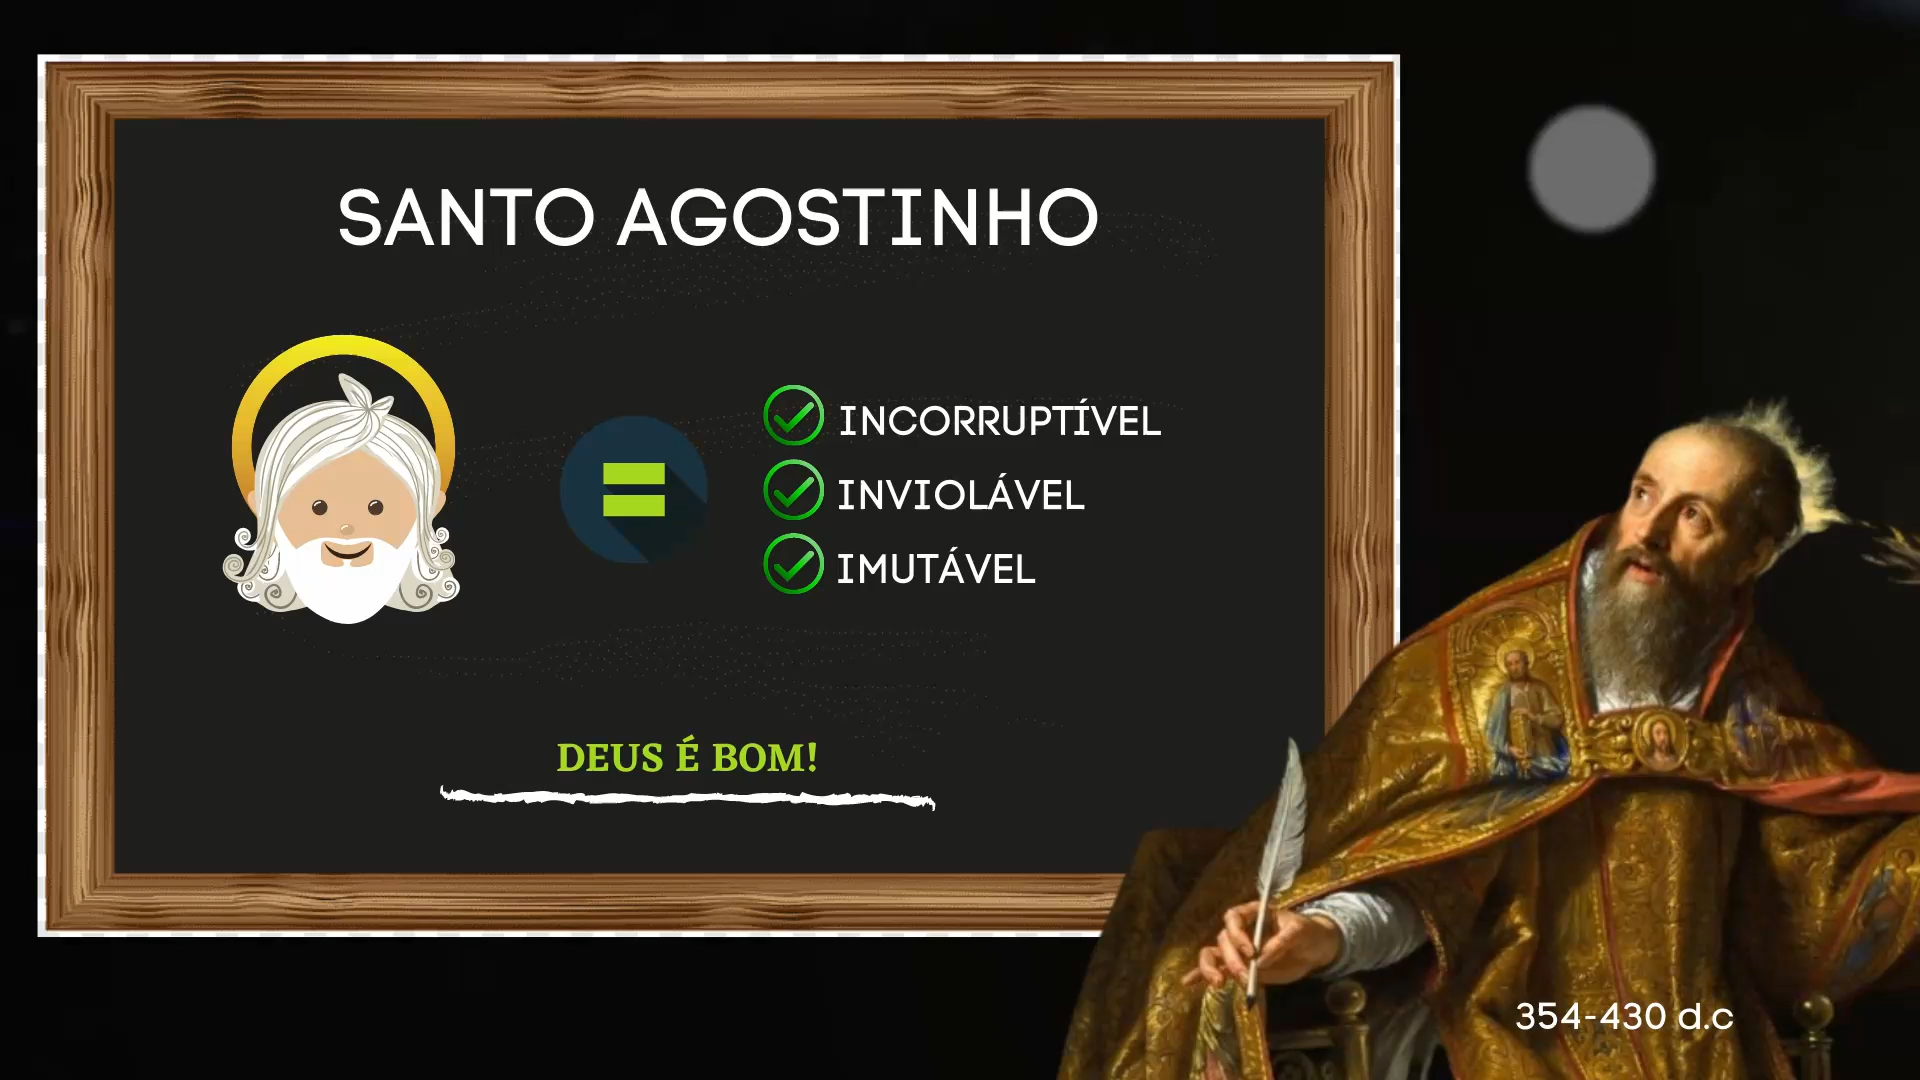 SANTO AGOSTINHO
INCORRUPTÍVEL
INVIOLÁVEL
IMUTÁVEL
DEUS É BOM!
354-430 d.c